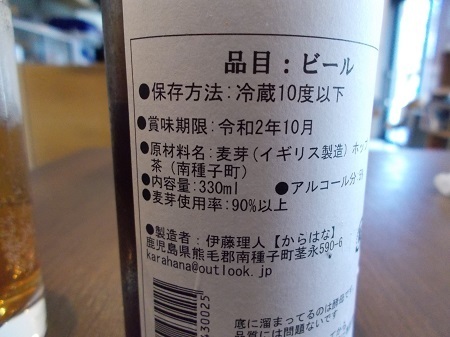 品目：ビール
●保存方法：冷蔵10度以下
●賞味期限：令和2年10月
●原材料名：麦芽（イギリス製造）ホップ
茶（南種子町）
●内容量：330ml ●アルコール分
●麦芽使用率：90%以上
●製造者：伊藤理人【からはな】
鹿児島県熊毛郡南種子町茎永590-6
karahana@outlook.jp
底に溜まってるのは酵母で
品質には問題ないです